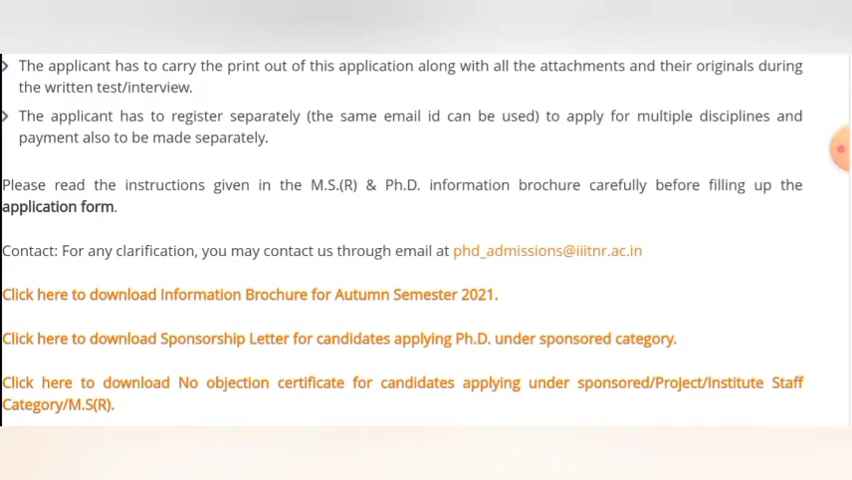 The applicant has to carry the print out of this application along with all the attachments and their originals during
the written test/interview.
The applicant has to register separately (the same email id can be used) to apply for multiple disciplines and
payment also to be made separately.
Please read the instructions given in the M.S.(R) & Ph.D. information brochure carefully before filling up the
application form.
Contact: For any clarification, you may contact us through email at phd_admissions@iiitnr.ac.in
Click here to download Information Brochure for Autumn Semester 2021.
Click here to download Sponsorship Letter for candidates applying Ph.D. under sponsored category.
Click here to download No objection certificate for candidates applying under sponsored/Project/Institute Staff
Category/M.S(R).